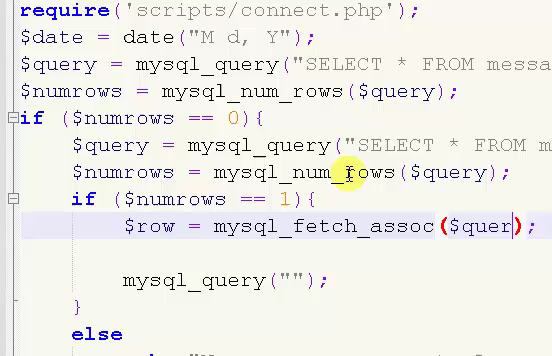 require('scripts/connect.php');
$date = date("M d, Y");
$query = mysql_query("SELECT * FROM messa
$numrows = mysql_num_rows($query);
if ($numrows == 0){
$query = mysql_query("SELECT * FROM m
$numrows = mysql_num_rows($query);
if ($numrows == 1){
$row = mysql_fetch_assoc($quer);
mysql_query("");
}
else